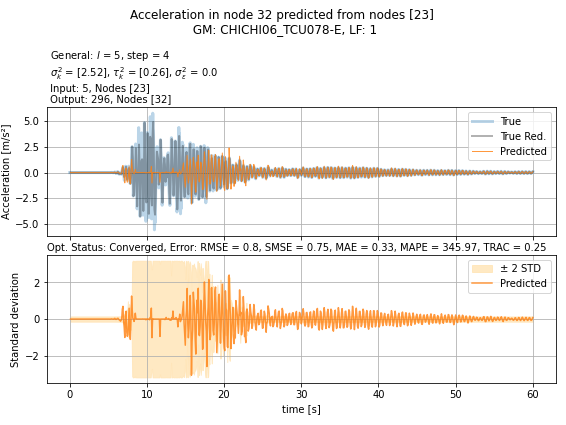 Acceleration in node 32 predicted from nodes [23]
GM: CHICHI06_TCU078-E, LF: 1
General: l = 5, step = 4
σ²ₖ = [2.52], τ²ₖ = [0.26], σ²ε = 0.0
Input: 5, Nodes [23]
Output: 296, Nodes [32]
Acceleration [m/s²]
5.0
2.5
0.0
−2.5
−5.0
True
True Red.
Predicted
Opt. Status: Converged, Error: RMSE = 0.8, SMSE = 0.75, MAE = 0.33, MAPE = 345.97, TRAC = 0.25
Standard deviation
2
0
−2
± 2 STD
Predicted
0
10
20
30
40
50
60
time [s]